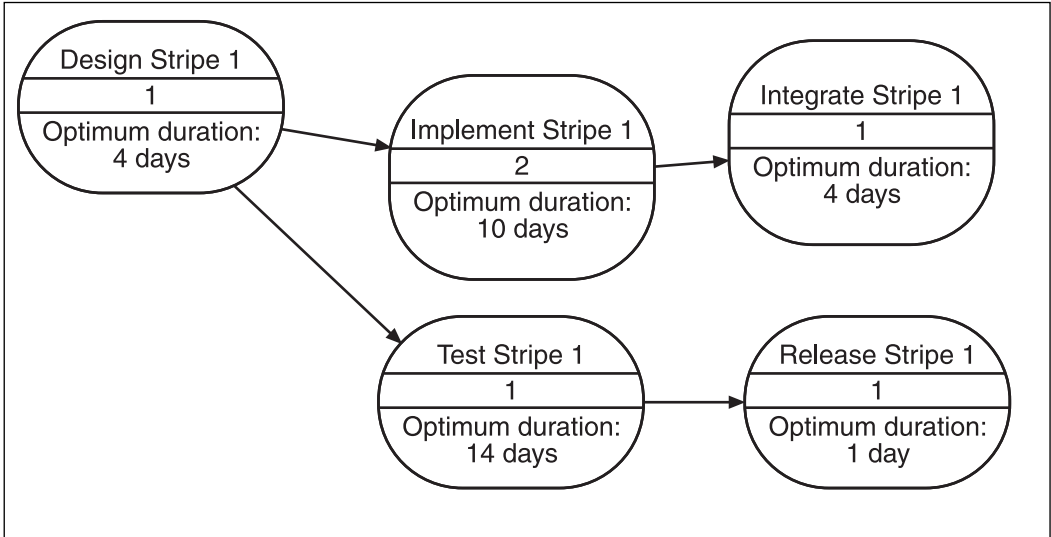 Design Stripe 1
1
Optimum duration:
4 days
Implement Stripe 1
2
Optimum duration:
10 days
Integrate Stripe 1
1
Optimum duration:
4 days
Test Stripe 1
1
Optimum duration:
14 days
Release Stripe 1
1
Optimum duration:
1 day